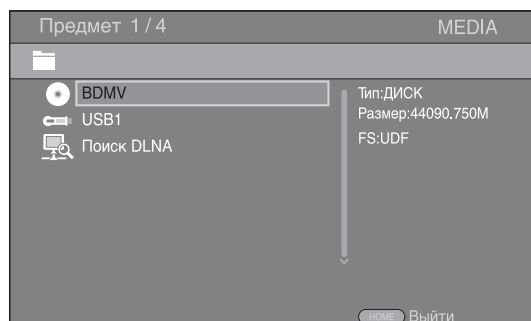 Предмет 1/4
MEDIA
BDMV
USB1
Поиск DLNA
Тип:ДИСК
Размер:44090.750M
FS:UDF
HOME Выйти